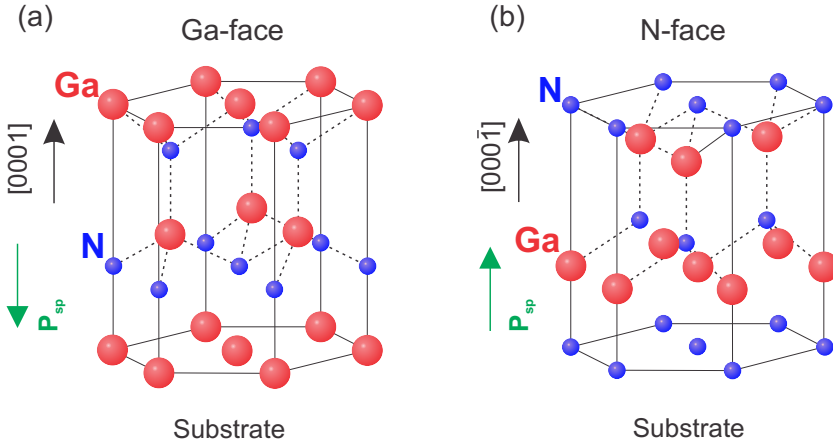 (a)
Ga-face
Ga
[0001]
N
P_sp
Substrate
(b)
N-face
N
[0001̄]
Ga
P_sp
Substrate